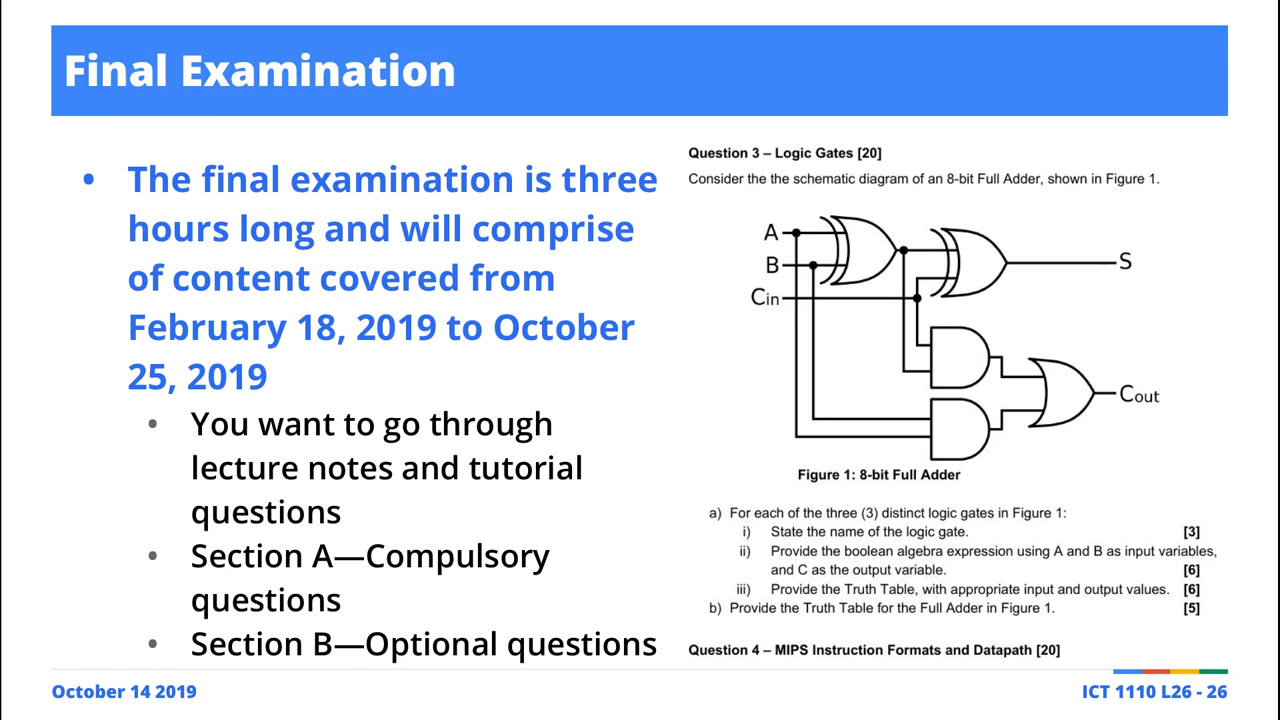 Final Examination
• The final examination is three
hours long and will comprise
of content covered from
February 18, 2019 to October
25, 2019
• You want to go through
lecture notes and tutorial
questions
• Section A—Compulsory
questions
• Section B—Optional questions
Question 3 – Logic Gates [20]
Consider the the schematic diagram of an 8-bit Full Adder, shown in Figure 1.
A
B
Cin
S
Cout
Figure 1: 8-bit Full Adder
a) For each of the three (3) distinct logic gates in Figure 1:
i) State the name of the logic gate. [3]
ii) Provide the boolean algebra expression using A and B as input variables,
and C as the output variable. [6]
iii) Provide the Truth Table, with appropriate input and output values. [6]
b) Provide the Truth Table for the Full Adder in Figure 1. [5]
Question 4 – MIPS Instruction Formats and Datapath [20]
October 14 2019
ICT 1110 L26 - 26